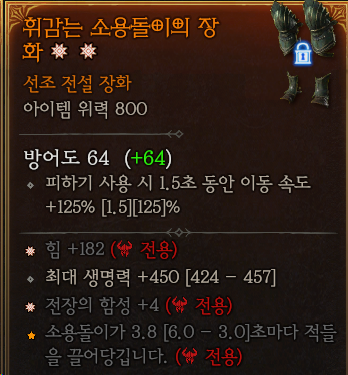 휘감는 소용돌이의 장
화
선조 전설 장화
아이템 위력 800
방어도 64 (+64)
피하기 사용 시 1.5초 동안 이동 속도
+125% [1.5][125]%
힘 +182 ( 전용)
최대 생명력 +450 [424 - 457]
전장의 함성 +4 ( 전용)
소용돌이가 3.8 [6.0 - 3.0]초마다 적들
을 끌어당깁니다. ( 전용)